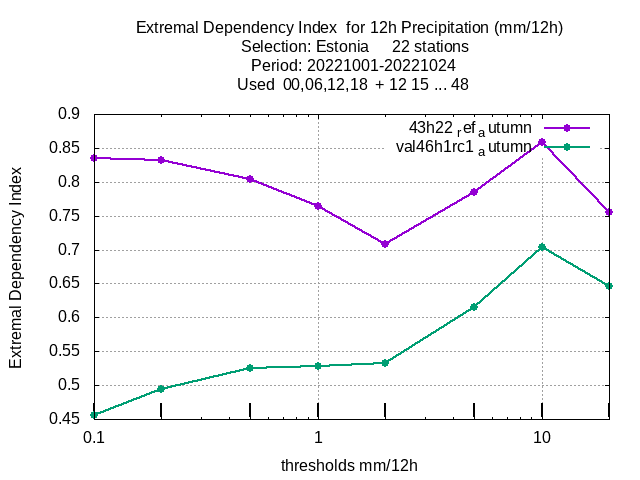 Extremal Dependency Index  for 12h Precipitation (mm/12h)
Selection: Estonia     22 stations
Period: 20221001-20221024
Used  00,06,12,18  + 12 15 ... 48
43h22 ref autumn
val46h1rc1 autumn
0.9
0.85
0.8
0.75
0.7
0.65
0.6
0.55
0.5
0.45
Extremal Dependency Index
0.1 1 10
thresholds mm/12h